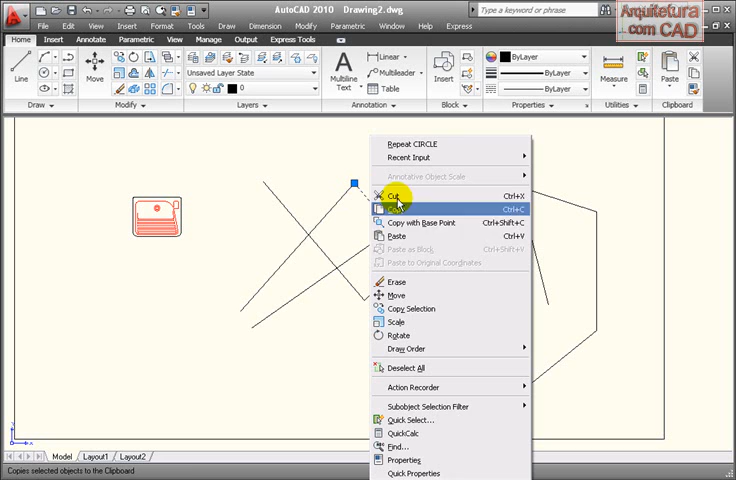 AutoCAD 2010 Drawing2.dwg
Type a keyword or phrase
Arquitetura
com CAD
File Edit View Insert Format Tools Draw Dimension Modify Parametric Window Help Express
Home Insert Annotate Parametric View Manage Output Express Tools
Line
Move
Unsaved Layer State
0
Multiline
Text
Linear
Multileader
Table
Insert
ByLayer
ByLayer
ByLayer
Measure
Paste
Draw Modify Layers Annotation Block Properties Utilities Clipboard
Repeat CIRCLE
Recent Input
Annotative Object Scale
Cut Ctrl+X
Ctrl+C
Copy with Base Point Ctrl+Shift+C
Paste Ctrl+V
Paste as Block Ctrl+Shift+V
Paste to Original Coordinates
Erase
Move
Copy Selection
Scale
Rotate
Draw Order
Deselect All
Action Recorder
Subobject Selection Filter
Quick Select...
QuickCalc
Find...
Properties
Quick Properties
Model Layout1 Layout2
Copies selected objects to the Clipboard